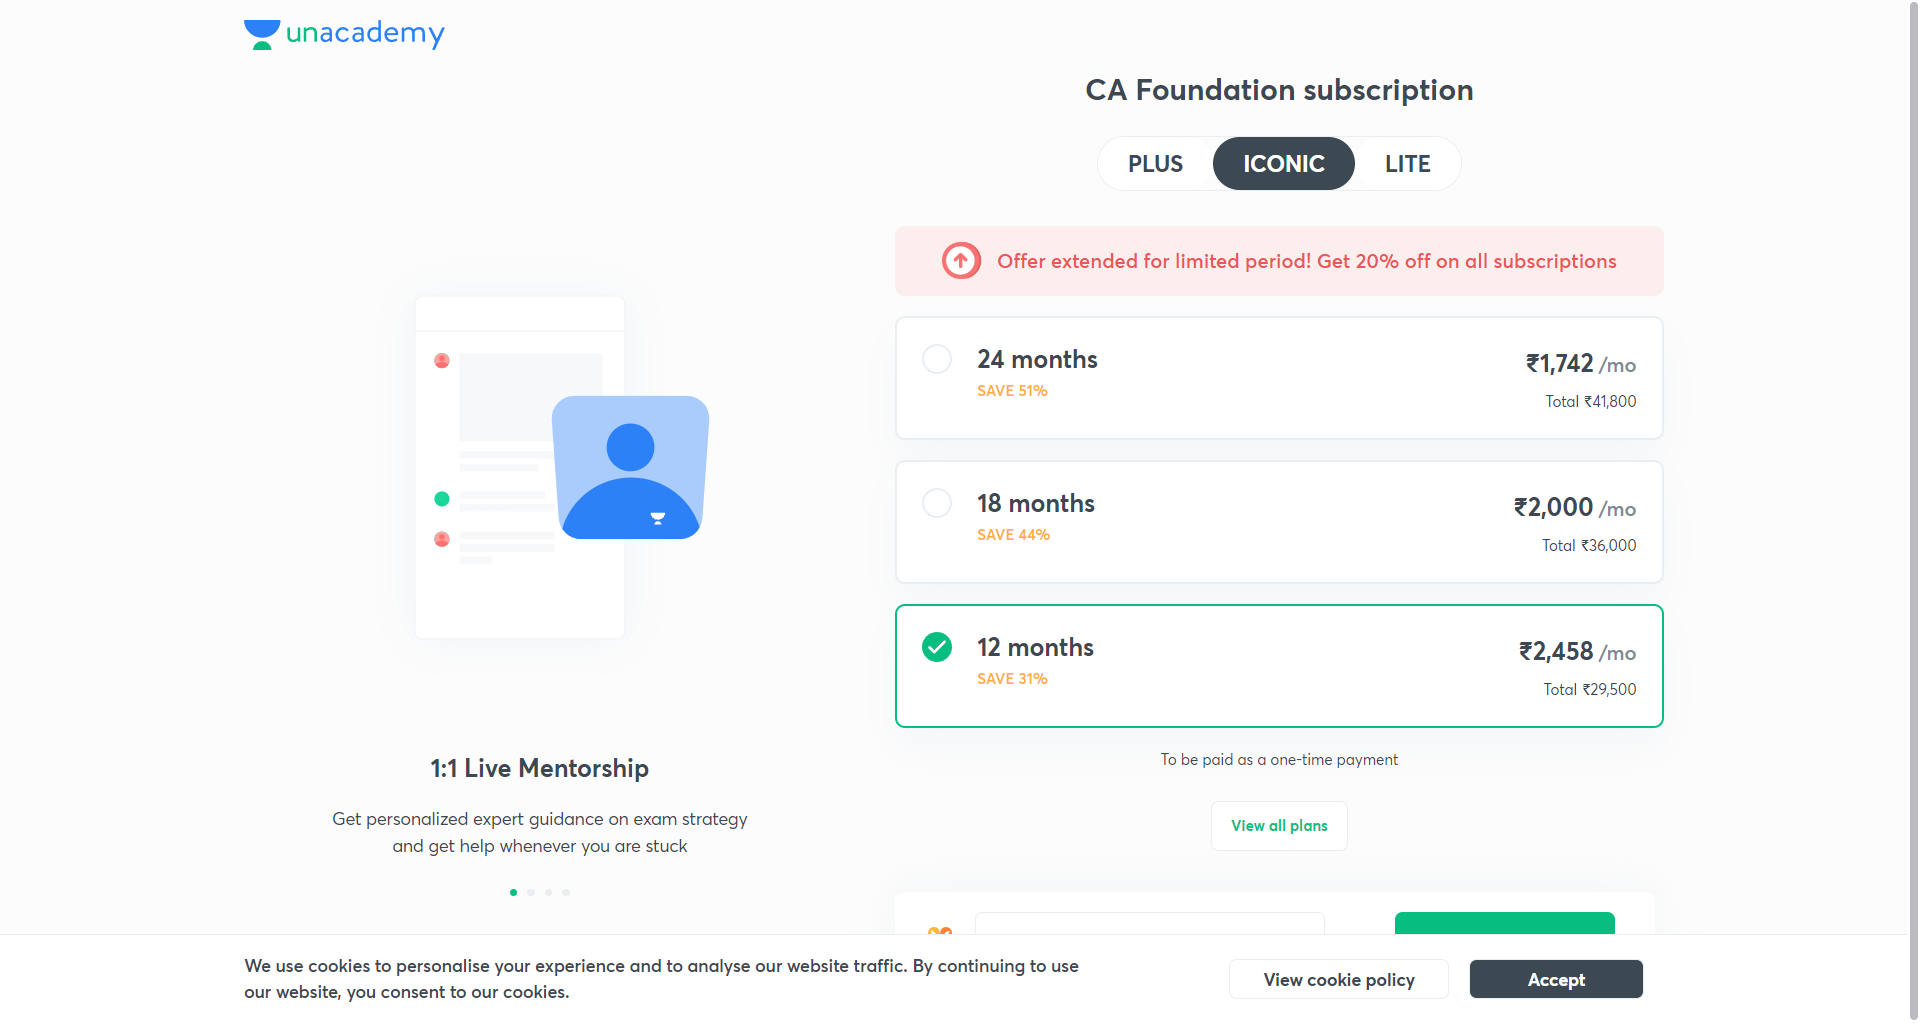 unacademy
CA Foundation subscription
PLUS
ICONIC
LITE
Offer extended for limited period! Get 20% off on all subscriptions
24 months
SAVE 51%
₹1,742 /mo
Total ₹41,800
18 months
SAVE 44%
₹2,000 /mo
Total ₹36,000
12 months
SAVE 31%
₹2,458 /mo
Total ₹29,500
To be paid as a one-time payment
View all plans
1:1 Live Mentorship
Get personalized expert guidance on exam strategy
and get help whenever you are stuck
We use cookies to personalise your experience and to analyse our website traffic. By continuing to use
our website, you consent to our cookies.
View cookie policy
Accept